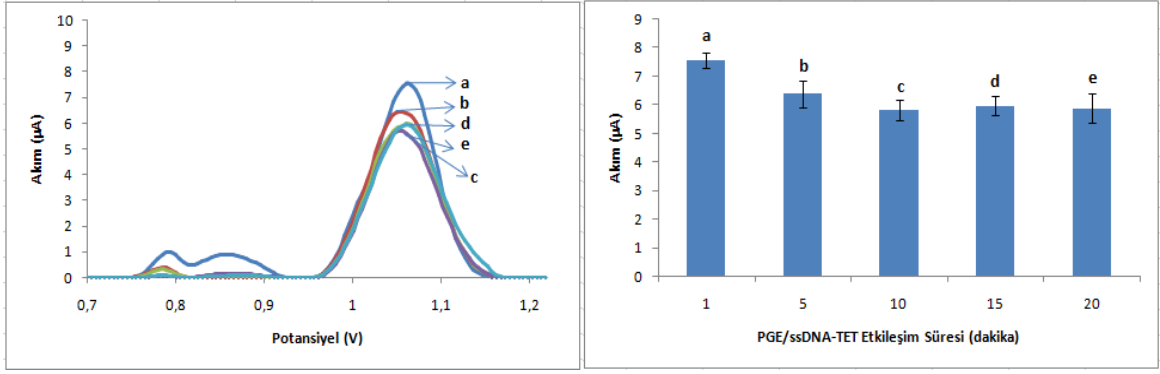 10
9
8
7
6
5
4
3
2
1
0
a
b
d
e
c
0,7 0,8 0,9 1 1,1 1,2
Akım (µA)
Potansiyel (V)
9
8
7
6
5
4
3
2
1
0
a
b
c
d
e
1 5 10 15 20
Akım (µA)
PGE/ssDNA-TET Etkileşim Süresi (dakika)